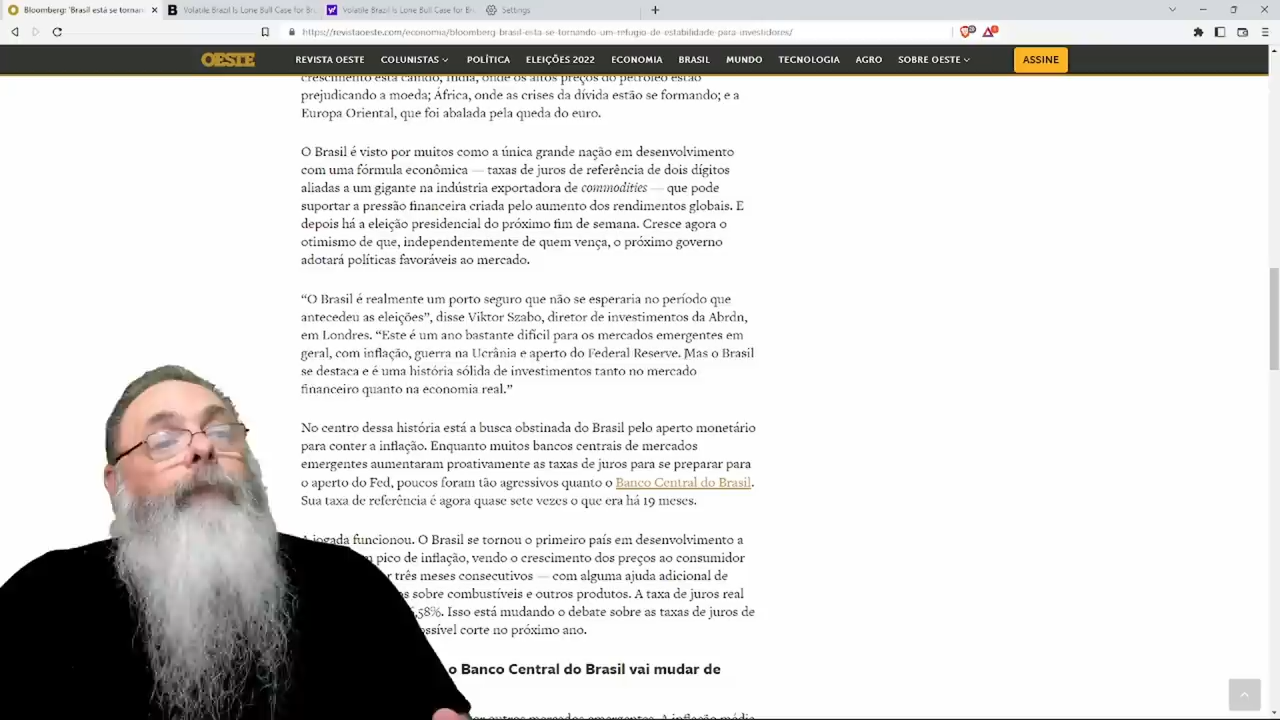 Bloomberg: 'Brasil está se tornan
Volatile Brazil Is Lone Bull Case for Br
Volatile Brazil Is Lone Bull Case for Em
Settings
https://revistaoeste.com/economia/bloomberg-brasil-esta-se-tornando-um-refugio-de-estabilidade-para-investidores/
OESTE
REVISTA OESTE COLUNISTAS POLÍTICA ELEIÇÕES 2022 ECONOMIA BRASIL MUNDO TECNOLOGIA AGRO SOBRE OESTE
ASSINE
crescimento está caindo; Índia, onde os altos preços do petróleo estão
prejudicando a moeda; África, onde as crises da dívida estão se formando; e a
Europa Oriental, que foi abalada pela queda do euro.
O Brasil é visto por muitos como a única grande nação em desenvolvimento
com uma fórmula econômica — taxas de juros de referência de dois dígitos
aliadas a um gigante na indústria exportadora de commodities — que pode
suportar a pressão financeira criada pelo aumento dos rendimentos globais. E
depois há a eleição presidencial do próximo fim de semana. Cresce agora o
otimismo de que, independentemente de quem vença, o próximo governo
adotará políticas favoráveis ao mercado.
“O Brasil é realmente um porto seguro que não se esperaria no período que
antecedeu as eleições”, disse Viktor Szabo, diretor de investimentos da Abrdn,
em Londres. “Este é um ano bastante difícil para os mercados emergentes em
geral, com inflação, guerra na Ucrânia e aperto do Federal Reserve. Mas o Brasil
se destaca e é uma história sólida de investimentos tanto no mercado
financeiro quanto na economia real.”
No centro dessa história está a busca obstinada do Brasil pelo aperto monetário
para conter a inflação. Enquanto muitos bancos centrais de mercados
emergentes aumentaram proativamente as taxas de juros para se preparar para
o aperto do Fed, poucos foram tão agressivos quanto o Banco Central do Brasil.
Sua taxa de referência é agora quase sete vezes o que era há 19 meses.
A jogada funcionou. O Brasil se tornou o primeiro país em desenvolvimento a
pico de inflação, vendo o crescimento dos preços ao consumidor
três meses consecutivos — com alguma ajuda adicional de
sobre combustíveis e outros produtos. A taxa de juros real
,58%. Isso está mudando o debate sobre as taxas de juros de
corte no próximo ano.
o Banco Central do Brasil vai mudar de
outros mercados emergentes. A inflação média